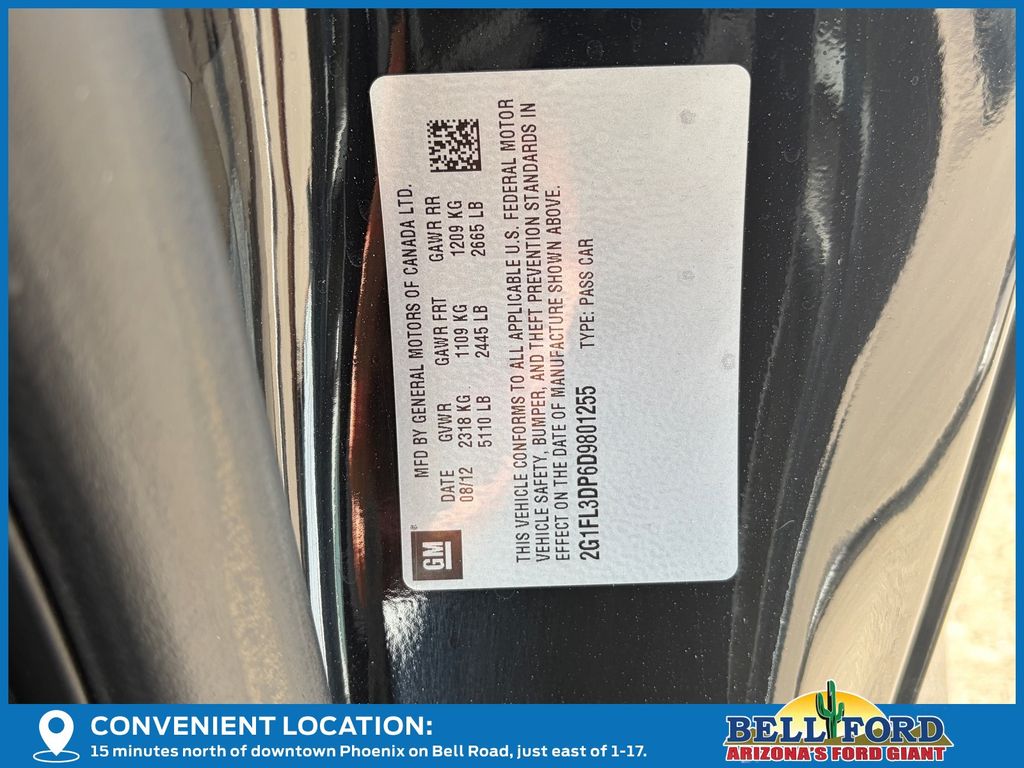 GM®
MFD BY GENERAL MOTORS OF CANADA LTD.
DATE GVWR GAWR FRT GAWR RR
08/12 2318 KG 1109 KG 1209 KG
5110 LB 2445 LB 2665 LB
THIS VEHICLE CONFORMS TO ALL APPLICABLE U.S. FEDERAL MOTOR
VEHICLE SAFETY, BUMPER, AND THEFT PREVENTION STANDARDS IN
EFFECT ON THE DATE OF MANUFACTURE SHOWN ABOVE.
2G1FL3DP6D9801255 TYPE: PASS CAR
CONVENIENT LOCATION:
15 minutes north of downtown Phoenix on Bell Road, just east of 1-17.
BELL FORD
ARIZONA'S FORD GIANT